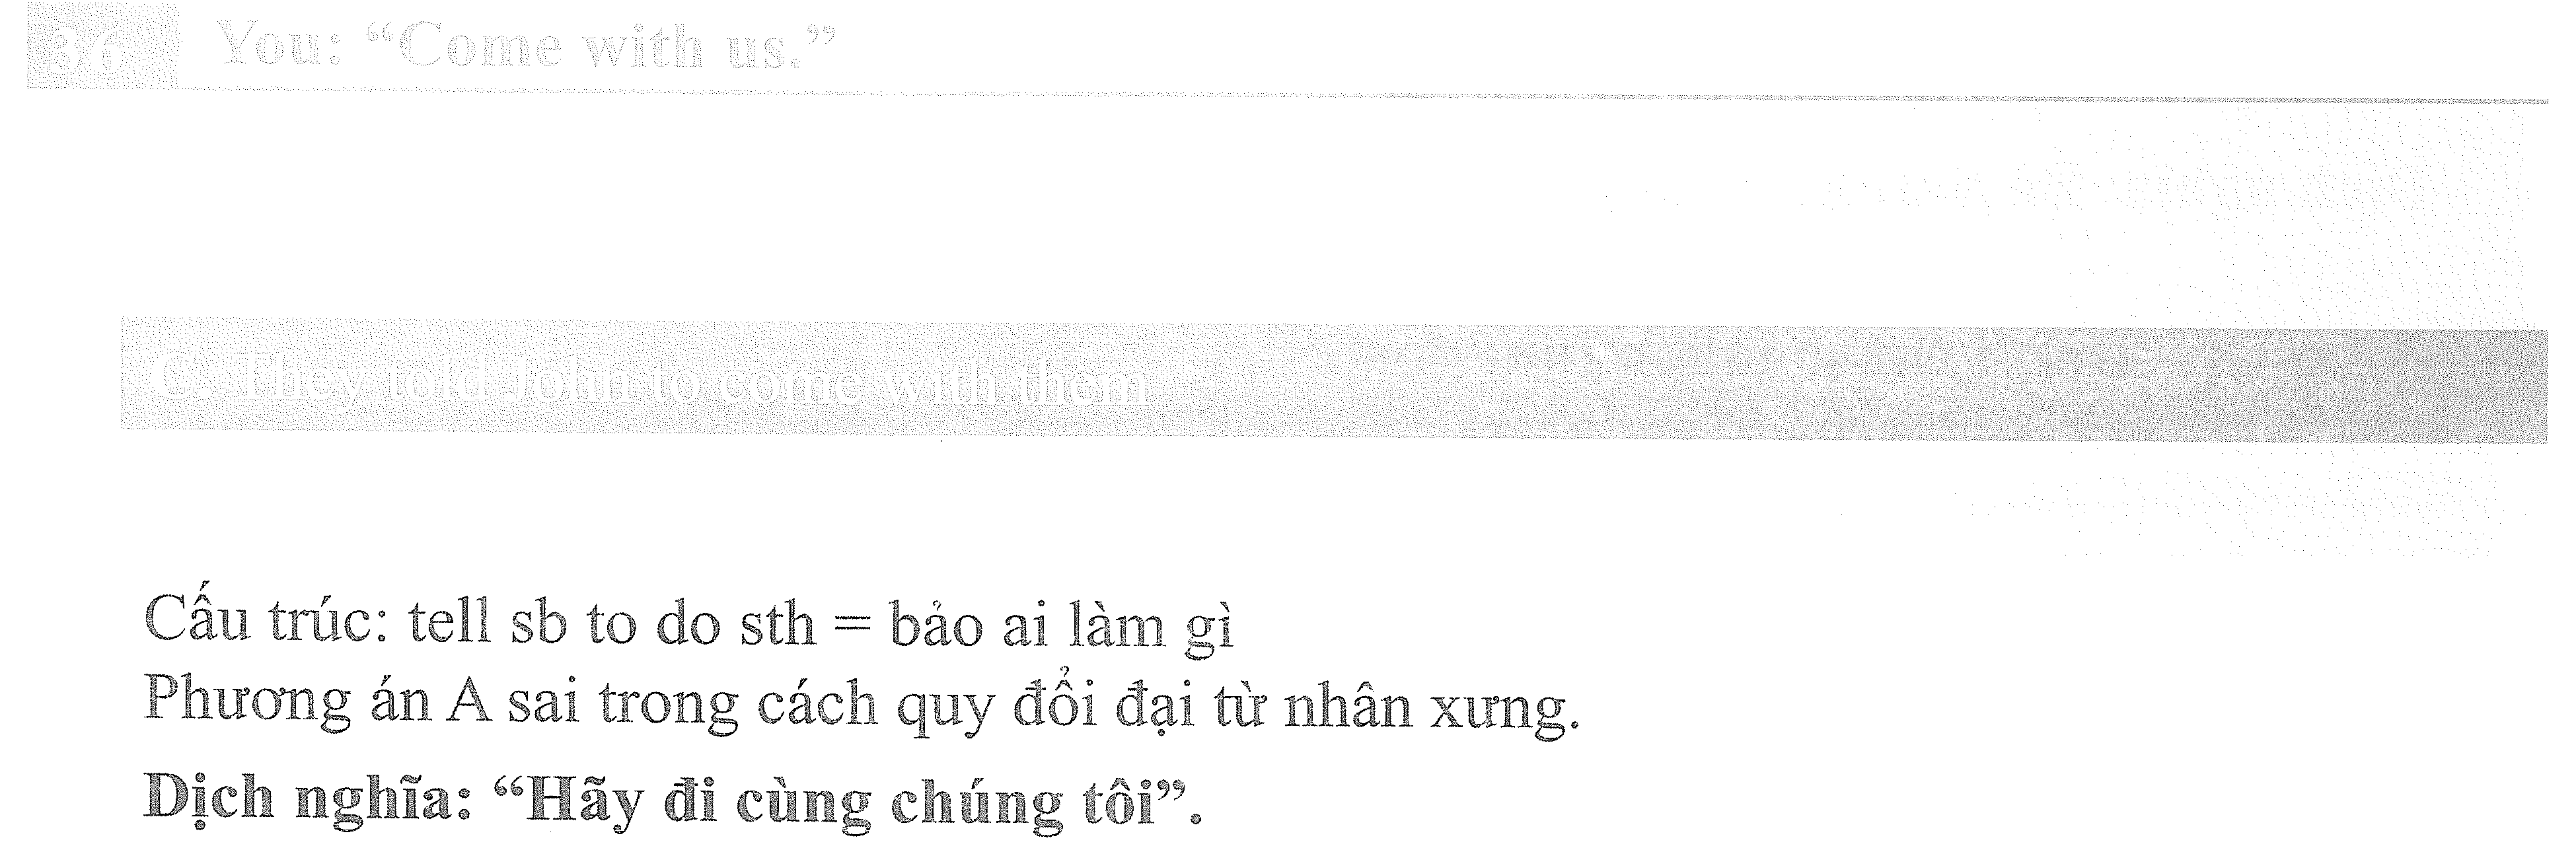 36 You: “Come with us.”
C. They told John to come with them
Cấu trúc: tell sb to do sth = bảo ai làm gì
Phương án A sai trong cách quy đổi đại từ nhân xưng.
Dịch nghĩa: “Hãy đi cùng chúng tôi”.